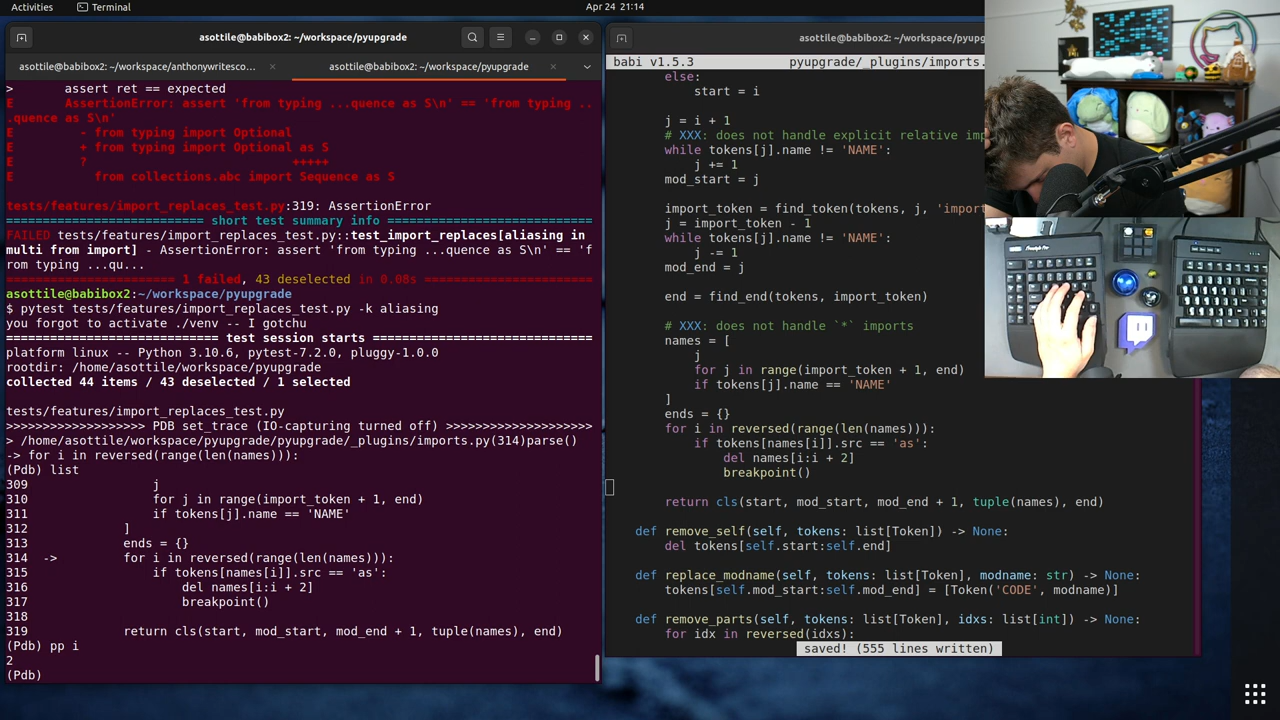 Activities
Terminal
Apr 24 21:14
asottile@babibox2: ~/workspace/pyupgrade
asottile@babibox2: ~/workspace/anthonywritesco…
asottile@babibox2: ~/workspace/pyupgrade
>       assert ret == expected
E       AssertionError: assert 'from typing ...quence as S\n' == 'from typing ..
.quence as S\n'
E         - from typing import Optional
E         + from typing import Optional as S
E         ?                            +++++
E           from collections.abc import Sequence as S
tests/features/import_replaces_test.py:319: AssertionError
=========================== short test summary info ============================
FAILED tests/features/import_replaces_test.py::test_import_replaces[aliasing in
multi from import] - AssertionError: assert 'from typing ...quence as S\n' == 'f
rom typing ...qu...
======================= 1 failed, 43 deselected in 0.08s =======================
asottile@babibox2:~/workspace/pyupgrade
$ pytest tests/features/import_replaces_test.py -k aliasing
you forgot to activate ./venv -- I gotchu
============================= test session starts ==============================
platform linux -- Python 3.10.6, pytest-7.2.0, pluggy-1.0.0
rootdir: /home/asottile/workspace/pyupgrade
collected 44 items / 43 deselected / 1 selected
tests/features/import_replaces_test.py
>>>>>>>>>>>>>>>>>>> PDB set_trace (IO-capturing turned off) >>>>>>>>>>>>>>>>>>>>
> /home/asottile/workspace/pyupgrade/pyupgrade/_plugins/imports.py(314)parse()
-> for i in reversed(range(len(names))):
(Pdb) list
309                 j
310                 for j in range(import_token + 1, end)
311                 if tokens[j].name == 'NAME'
312             ]
313             ends = {}
314  ->         for i in reversed(range(len(names))):
315                 if tokens[names[i]].src == 'as':
316                     del names[i:i + 2]
317                     breakpoint()
318
319             return cls(start, mod_start, mod_end + 1, tuple(names), end)
(Pdb) pp i
2
(Pdb)
asottile@babibox2: ~/workspace/pyupg
babi v1.5.3          pyupgrade/_plugins/imports.
else:
start = i
j = i + 1
# XXX: does not handle explicit relative imp
while tokens[j].name != 'NAME':
j += 1
mod_start = j
import_token = find_token(tokens, j, 'import
j = import_token - 1
while tokens[j].name != 'NAME':
j -= 1
mod_end = j
end = find_end(tokens, import_token)
# XXX: does not handle `*` imports
names = [
j
for j in range(import_token + 1, end)
if tokens[j].name == 'NAME'
]
ends = {}
for i in reversed(range(len(names))):
if tokens[names[i]].src == 'as':
del names[i:i + 2]
breakpoint()
return cls(start, mod_start, mod_end + 1, tuple(names), end)
def remove_self(self, tokens: list[Token]) -> None:
del tokens[self.start:self.end]
def replace_modname(self, tokens: list[Token], modname: str) -> None:
tokens[self.mod_start:self.mod_end] = [Token('CODE', modname)]
def remove_parts(self, tokens: list[Token], idxs: list[int]) -> None:
for idx in reversed(idxs):
saved! (555 lines written)